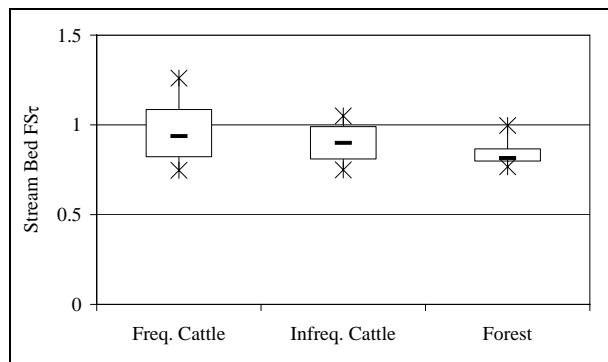 1.5
1
0.5
0
Stream Bed FSτ
Freq. Cattle
Infreq. Cattle
Forest